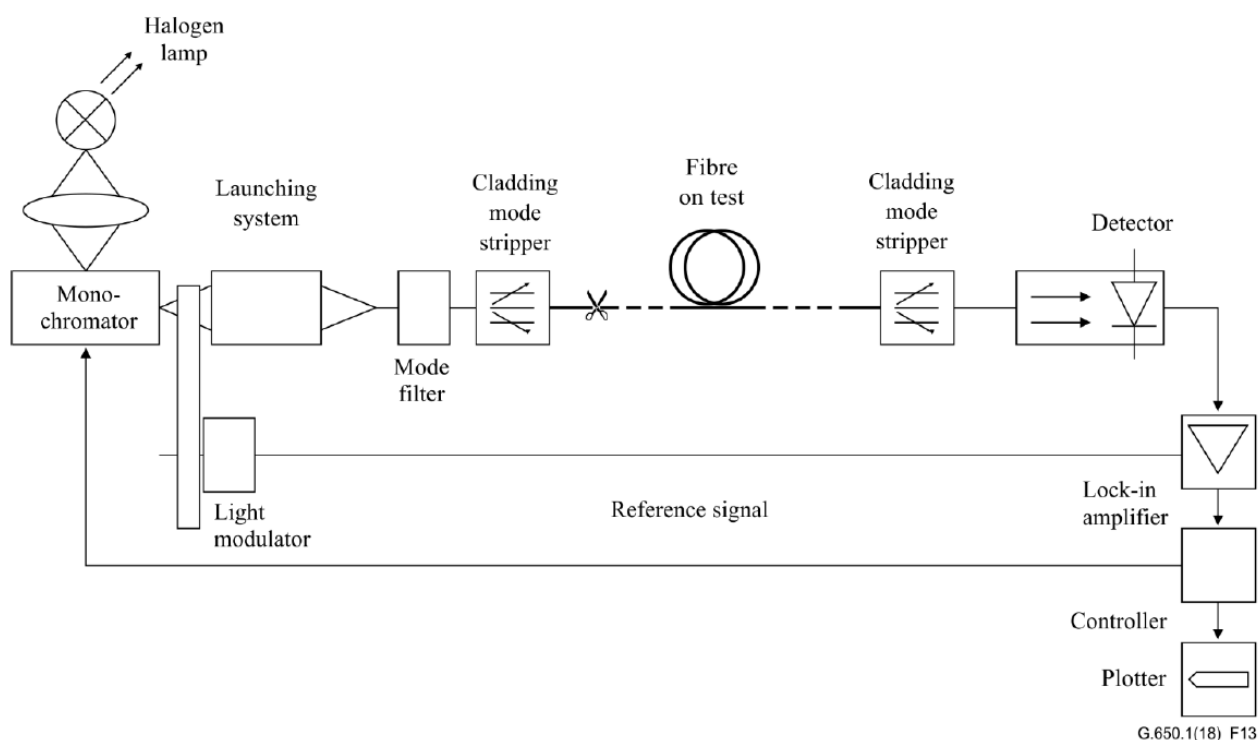 Halogen
lamp
Launching
system
Cladding
mode
stripper
Fibre
on test
Cladding
mode
stripper
Detector
Mono-
chromator
Mode
filter
Light
modulator
Reference signal
Lock-in
amplifier
Controller
Plotter
G.650.1(18)_F13